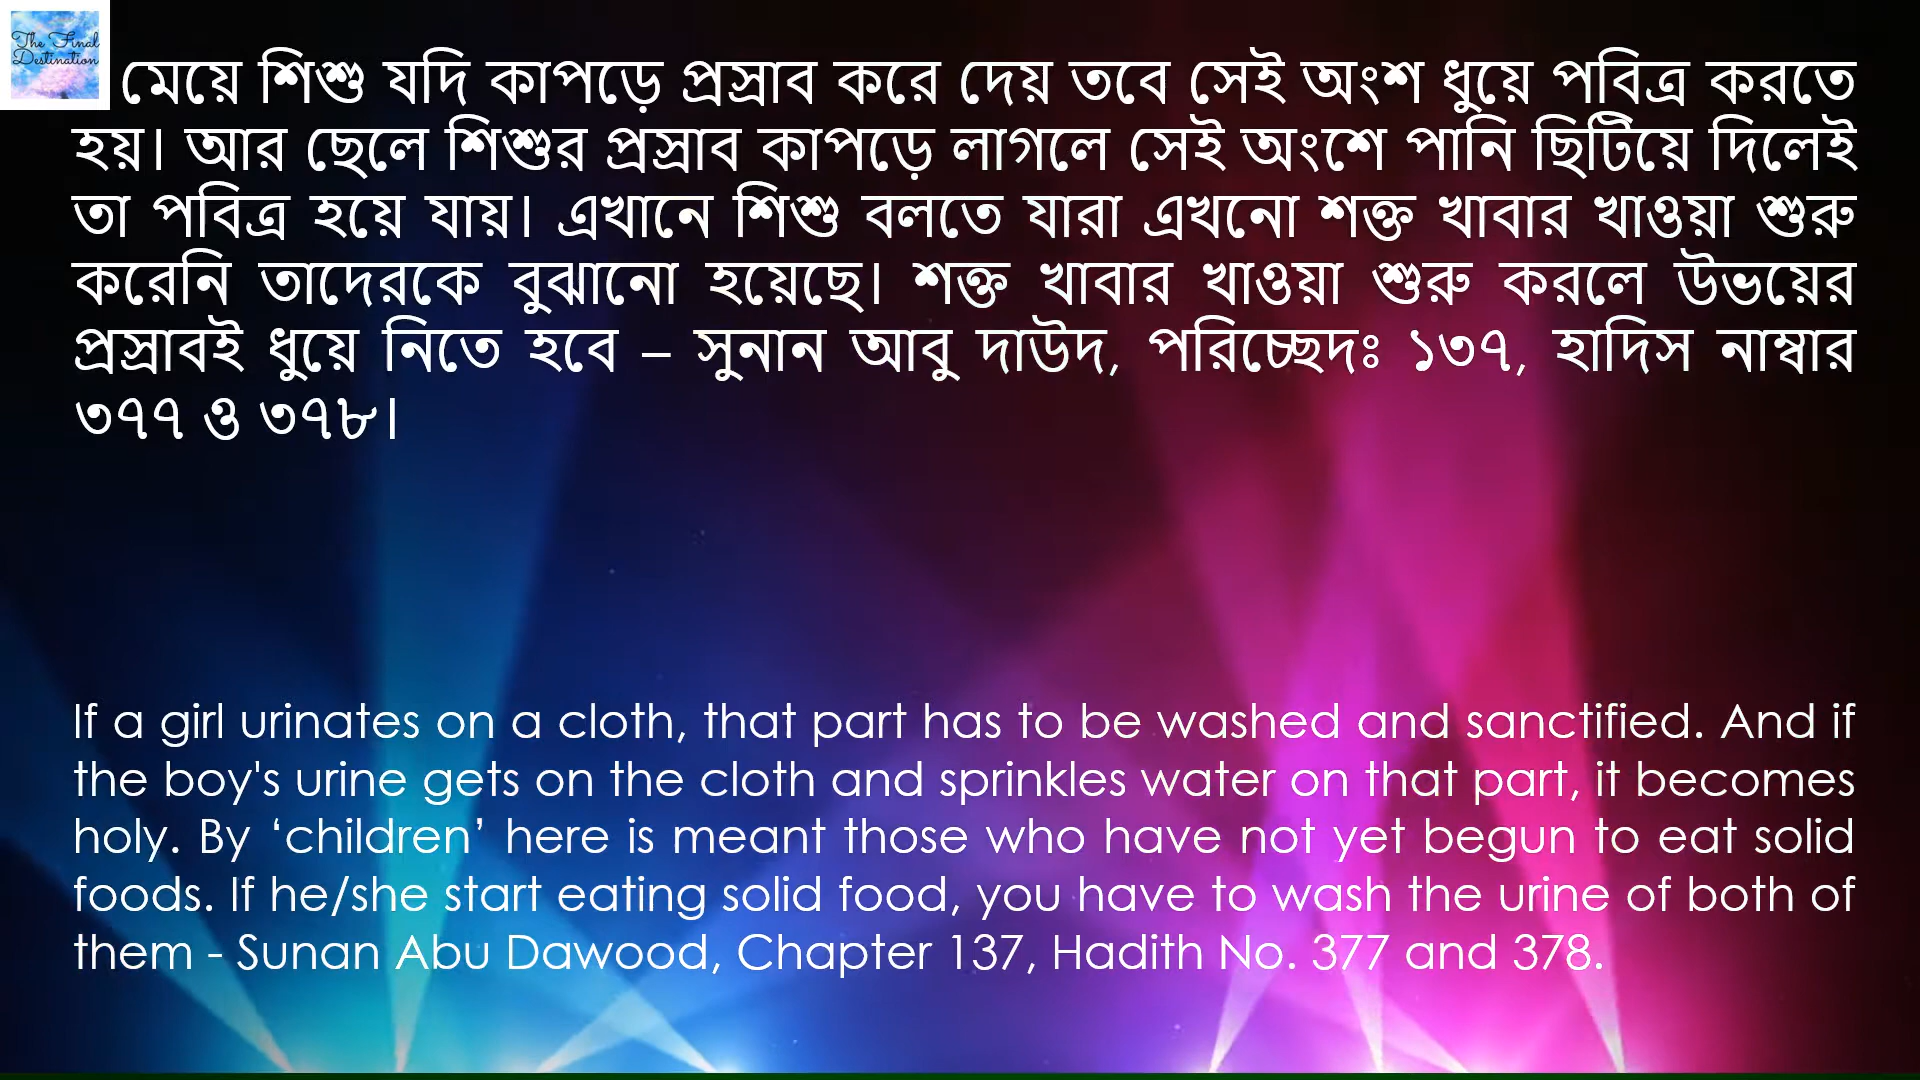 The Final
Destination
মেয়ে শিশু যদি কাপড়ে প্রস্রাব করে দেয় তবে সেই অংশ ধুয়ে পবিত্র করতে
হয়। আর ছেলে শিশুর প্রস্রাব কাপড়ে লাগলে সেই অংশে পানি ছিটিয়ে দিলেই
তা পবিত্র হয়ে যায়। এখানে শিশু বলতে যারা এখনো শক্ত খাবার খাওয়া শুরু
করেনি তাদেরকে বুঝানো হয়েছে। শক্ত খাবার খাওয়া শুরু করলে উভয়ের
প্রস্রাবই ধুয়ে নিতে হবে – সুনান আবু দাউদ, পরিচ্ছেদঃ ১৩৭, হাদিস নাম্বার
৩৭৭ ও ৩৭৮।
If a girl urinates on a cloth, that part has to be washed and sanctified. And if
the boy's urine gets on the cloth and sprinkles water on that part, it becomes
holy. By ‘children’ here is meant those who have not yet begun to eat solid
foods. If he/she start eating solid food, you have to wash the urine of both of
them - Sunan Abu Dawood, Chapter 137, Hadith No. 377 and 378.